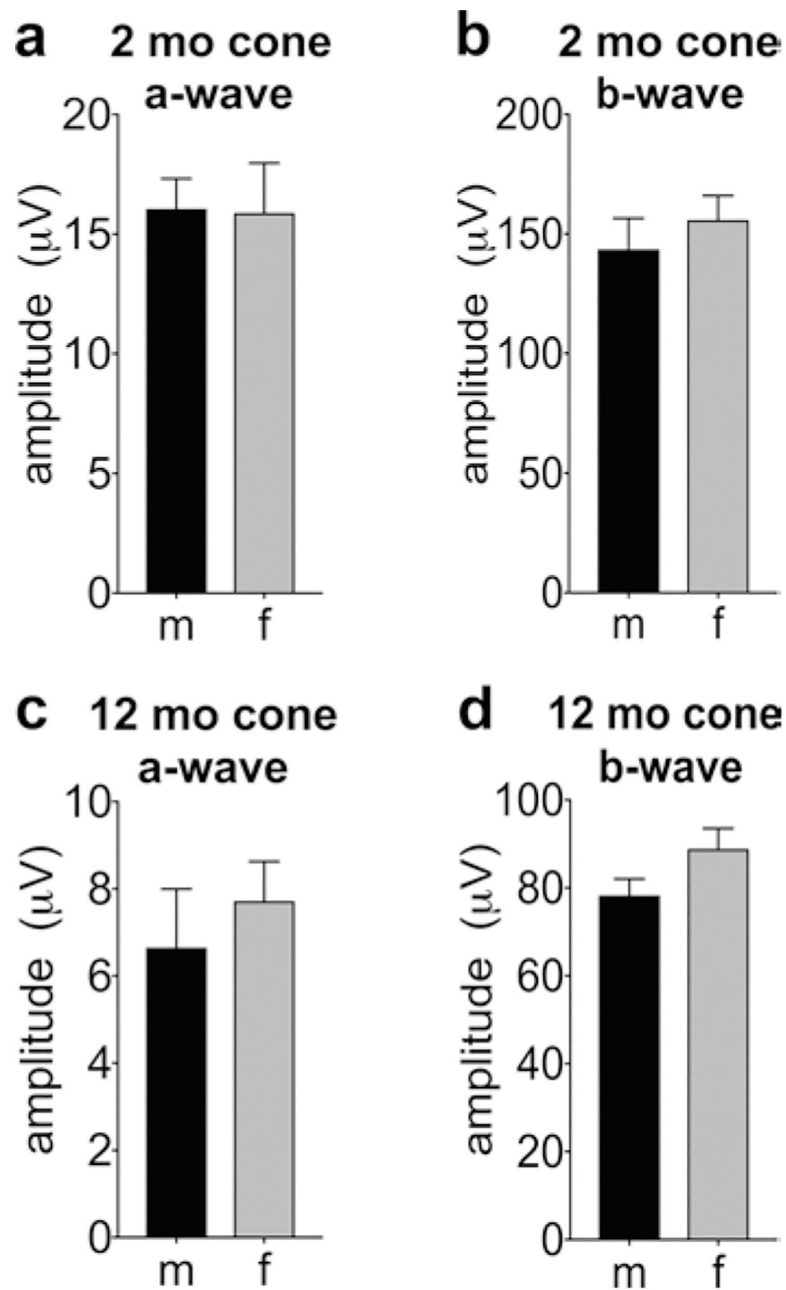 a 2 mo cone
a-wave
20
15
10
5
0
amplitude (μV)
m f
b 2 mo cone
b-wave
200
150
100
50
0
amplitude (μV)
m f
c 12 mo cone
a-wave
10
8
6
4
2
0
amplitude (μV)
m f
d 12 mo cone
b-wave
100
80
60
40
20
0
amplitude (μV)
m f